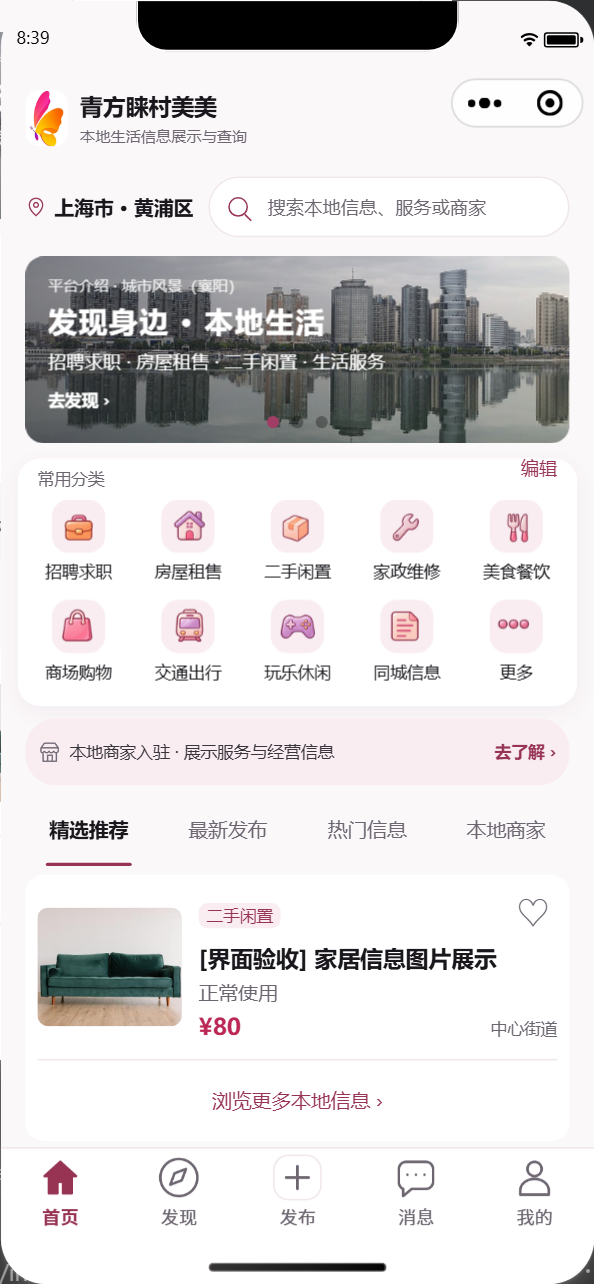 8:39
青方睐村美美
本地生活信息展示与查询
上海市 • 黄浦区
搜索本地信息、服务或商家
平台介绍 · 城市风景（襄阳）
发现身边 • 本地生活
招聘求职 · 房屋租售 · 二手闲置 · 生活服务
去发现 ›
常用分类 编辑
招聘求职 房屋租售 二手闲置 家政维修 美食餐饮
商场购物 交通出行 玩乐休闲 同城信息 更多
本地商家入驻 · 展示服务与经营信息 去了解 ›
精选推荐 最新发布 热门信息 本地商家
二手闲置
[界面验收] 家居信息图片展示
正常使用
¥80 中心街道
浏览更多本地信息 ›
首页 发现 发布 消息 我的